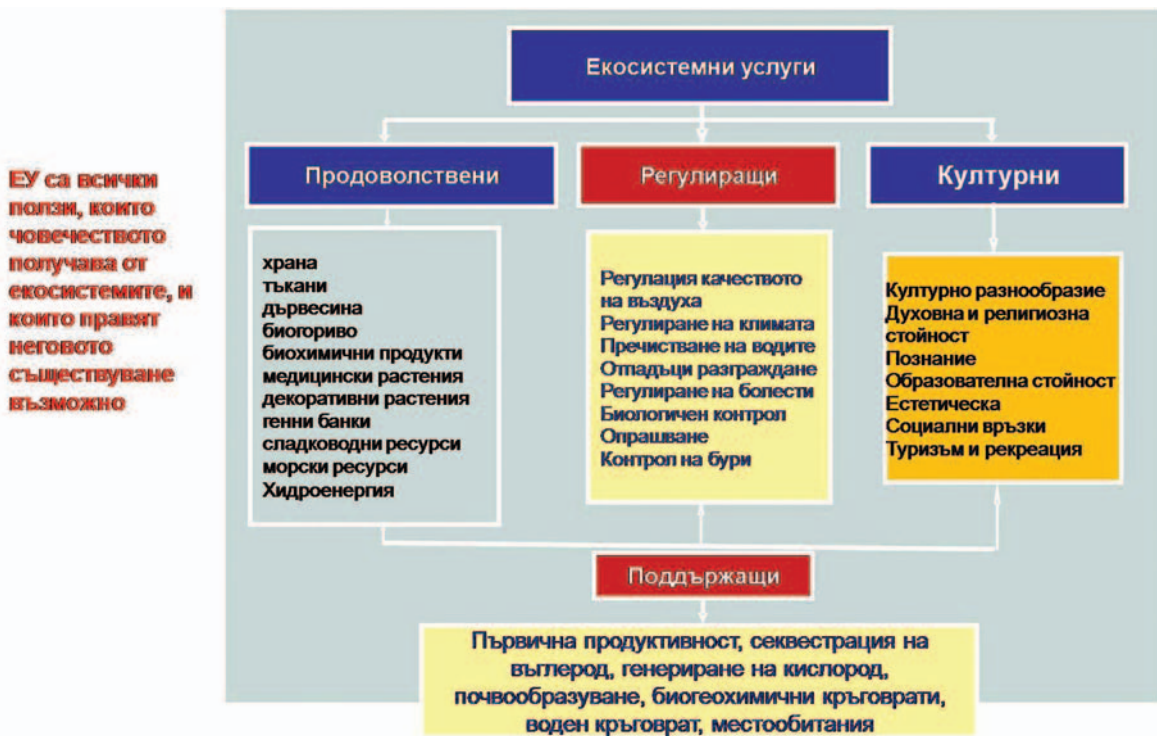 Екосистемни услуги
ЕУ са всички
ползи, които
човечеството
получава от
екосистемите, и
които правят
неговото
съществуване
възможно
Продоволствени
храна
тъкани
дървесина
биогориво
биохимични продукти
медицински растения
декоративни растения
генни банки
сладководни ресурси
морски ресурси
Хидроенергия
Регулиращи
Регулация качеството
на въздуха
Регулиране на климата
Пречистване на водите
Отпадъци разграждане
Регулиране на болести
Биологичен контрол
Опрашване
Контрол на бури
Културни
Културно разнообразие
Духовна и религиозна
стойност
Познание
Образователна стойност
Естетическа
Социални връзки
Туризъм и рекреация
Поддържащи
Първична продуктивност, секвестрация на
въглерод, генериране на кислород,
почвообразуване, биогеохимични кръговрати,
воден кръговрат, местообитания